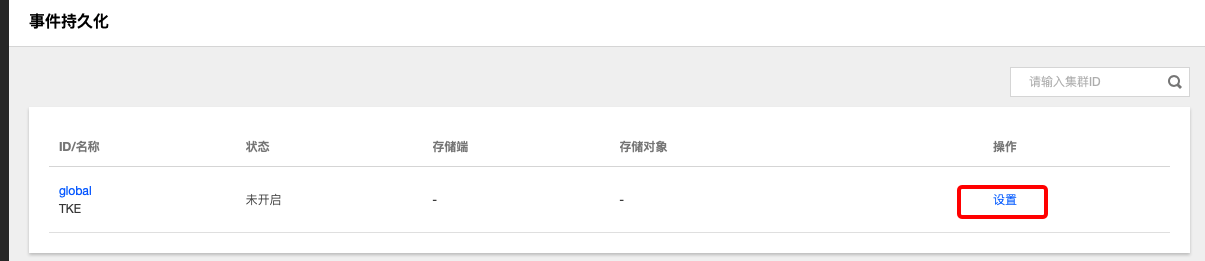 事件持久化
请输入集群ID
ID/名称 状态 存储端 存储对象 操作
global 未开启 - - 设置
TKE